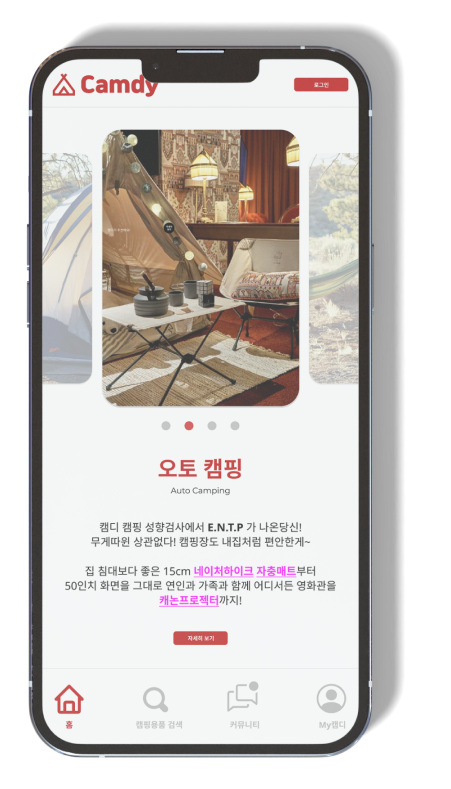 Camdy
로그인
오토 캠핑
Auto Camping
캠디 캠핑 성향검사에서 E.N.T.P 가 나온당신!
무게따윈 상관없다! 캠핑장도 내집처럼 편안한게~
집 침대보다 좋은 15cm 네이처하이크 자충매트부터
50인치 화면을 그대로 연인과 가족과 함께 어디서든 영화관을
캐논프로젝터까지!
자세히 보기
홈
캠핑용품 검색
커뮤니티
My캠디